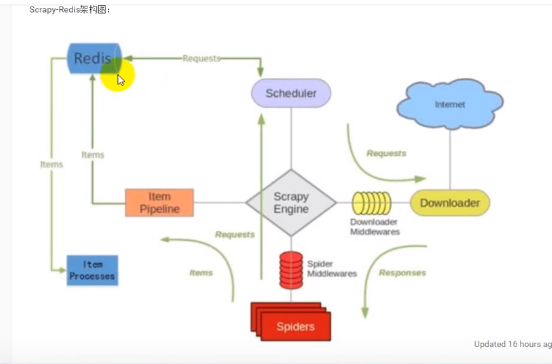 Scrapy-Redis架构图：
Redis
Requests
Scheduler
Internet
Items
Items
Requests
Item
Pipeline
Scrapy
Engine
Downloader
Downloader
Middlewares
Requests
Item
Processes
Items
Spider
Middlewares
Responses
Spiders
Updated 16 hours ag